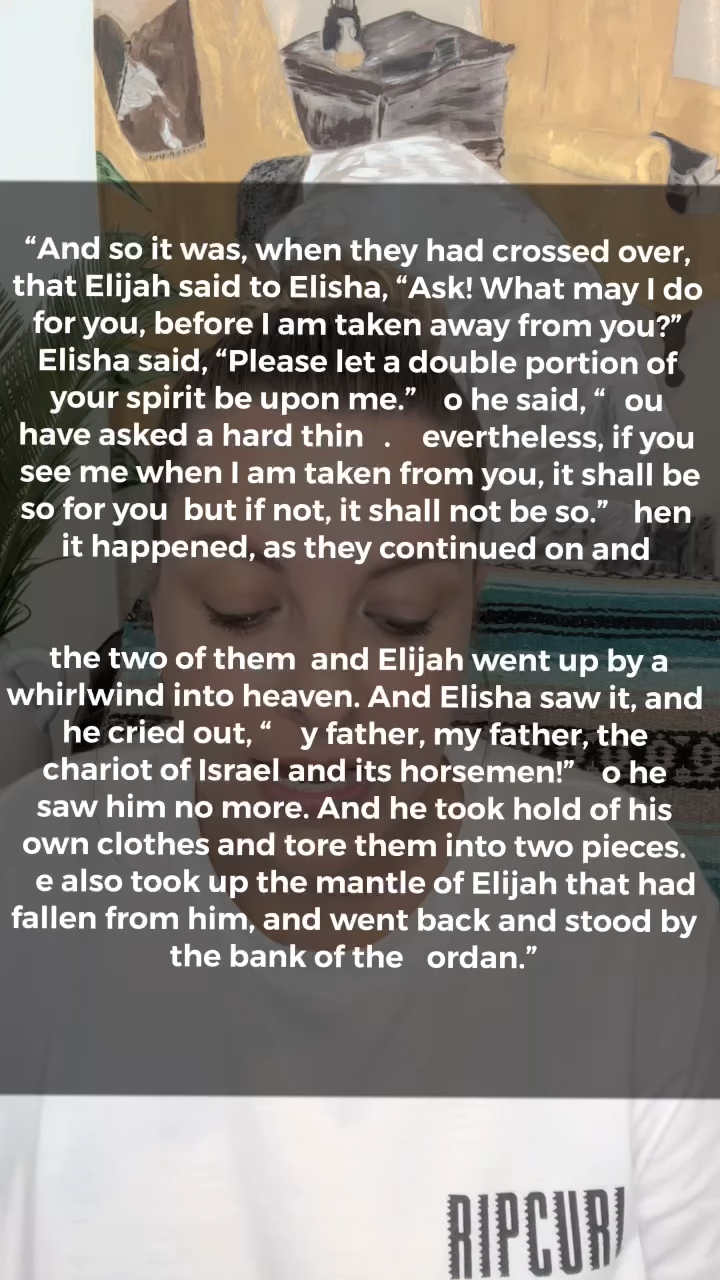 “And so it was, when they had crossed over,
that Elijah said to Elisha, “Ask! What may I do
for you, before I am taken away from you?”
Elisha said, “Please let a double portion of
your spirit be upon me.” o he said, “ ou
have asked a hard thin . evertheless, if you
see me when I am taken from you, it shall be
so for you but if not, it shall not be so.” hen
it happened, as they continued on and
the two of them and Elijah went up by a
whirlwind into heaven. And Elisha saw it, and
he cried out, “ y father, my father, the
chariot of Israel and its horsemen!” o he
saw him no more. And he took hold of his
own clothes and tore them into two pieces.
e also took up the mantle of Elijah that had
fallen from him, and went back and stood by
the bank of the ordan.”
RIPCURL